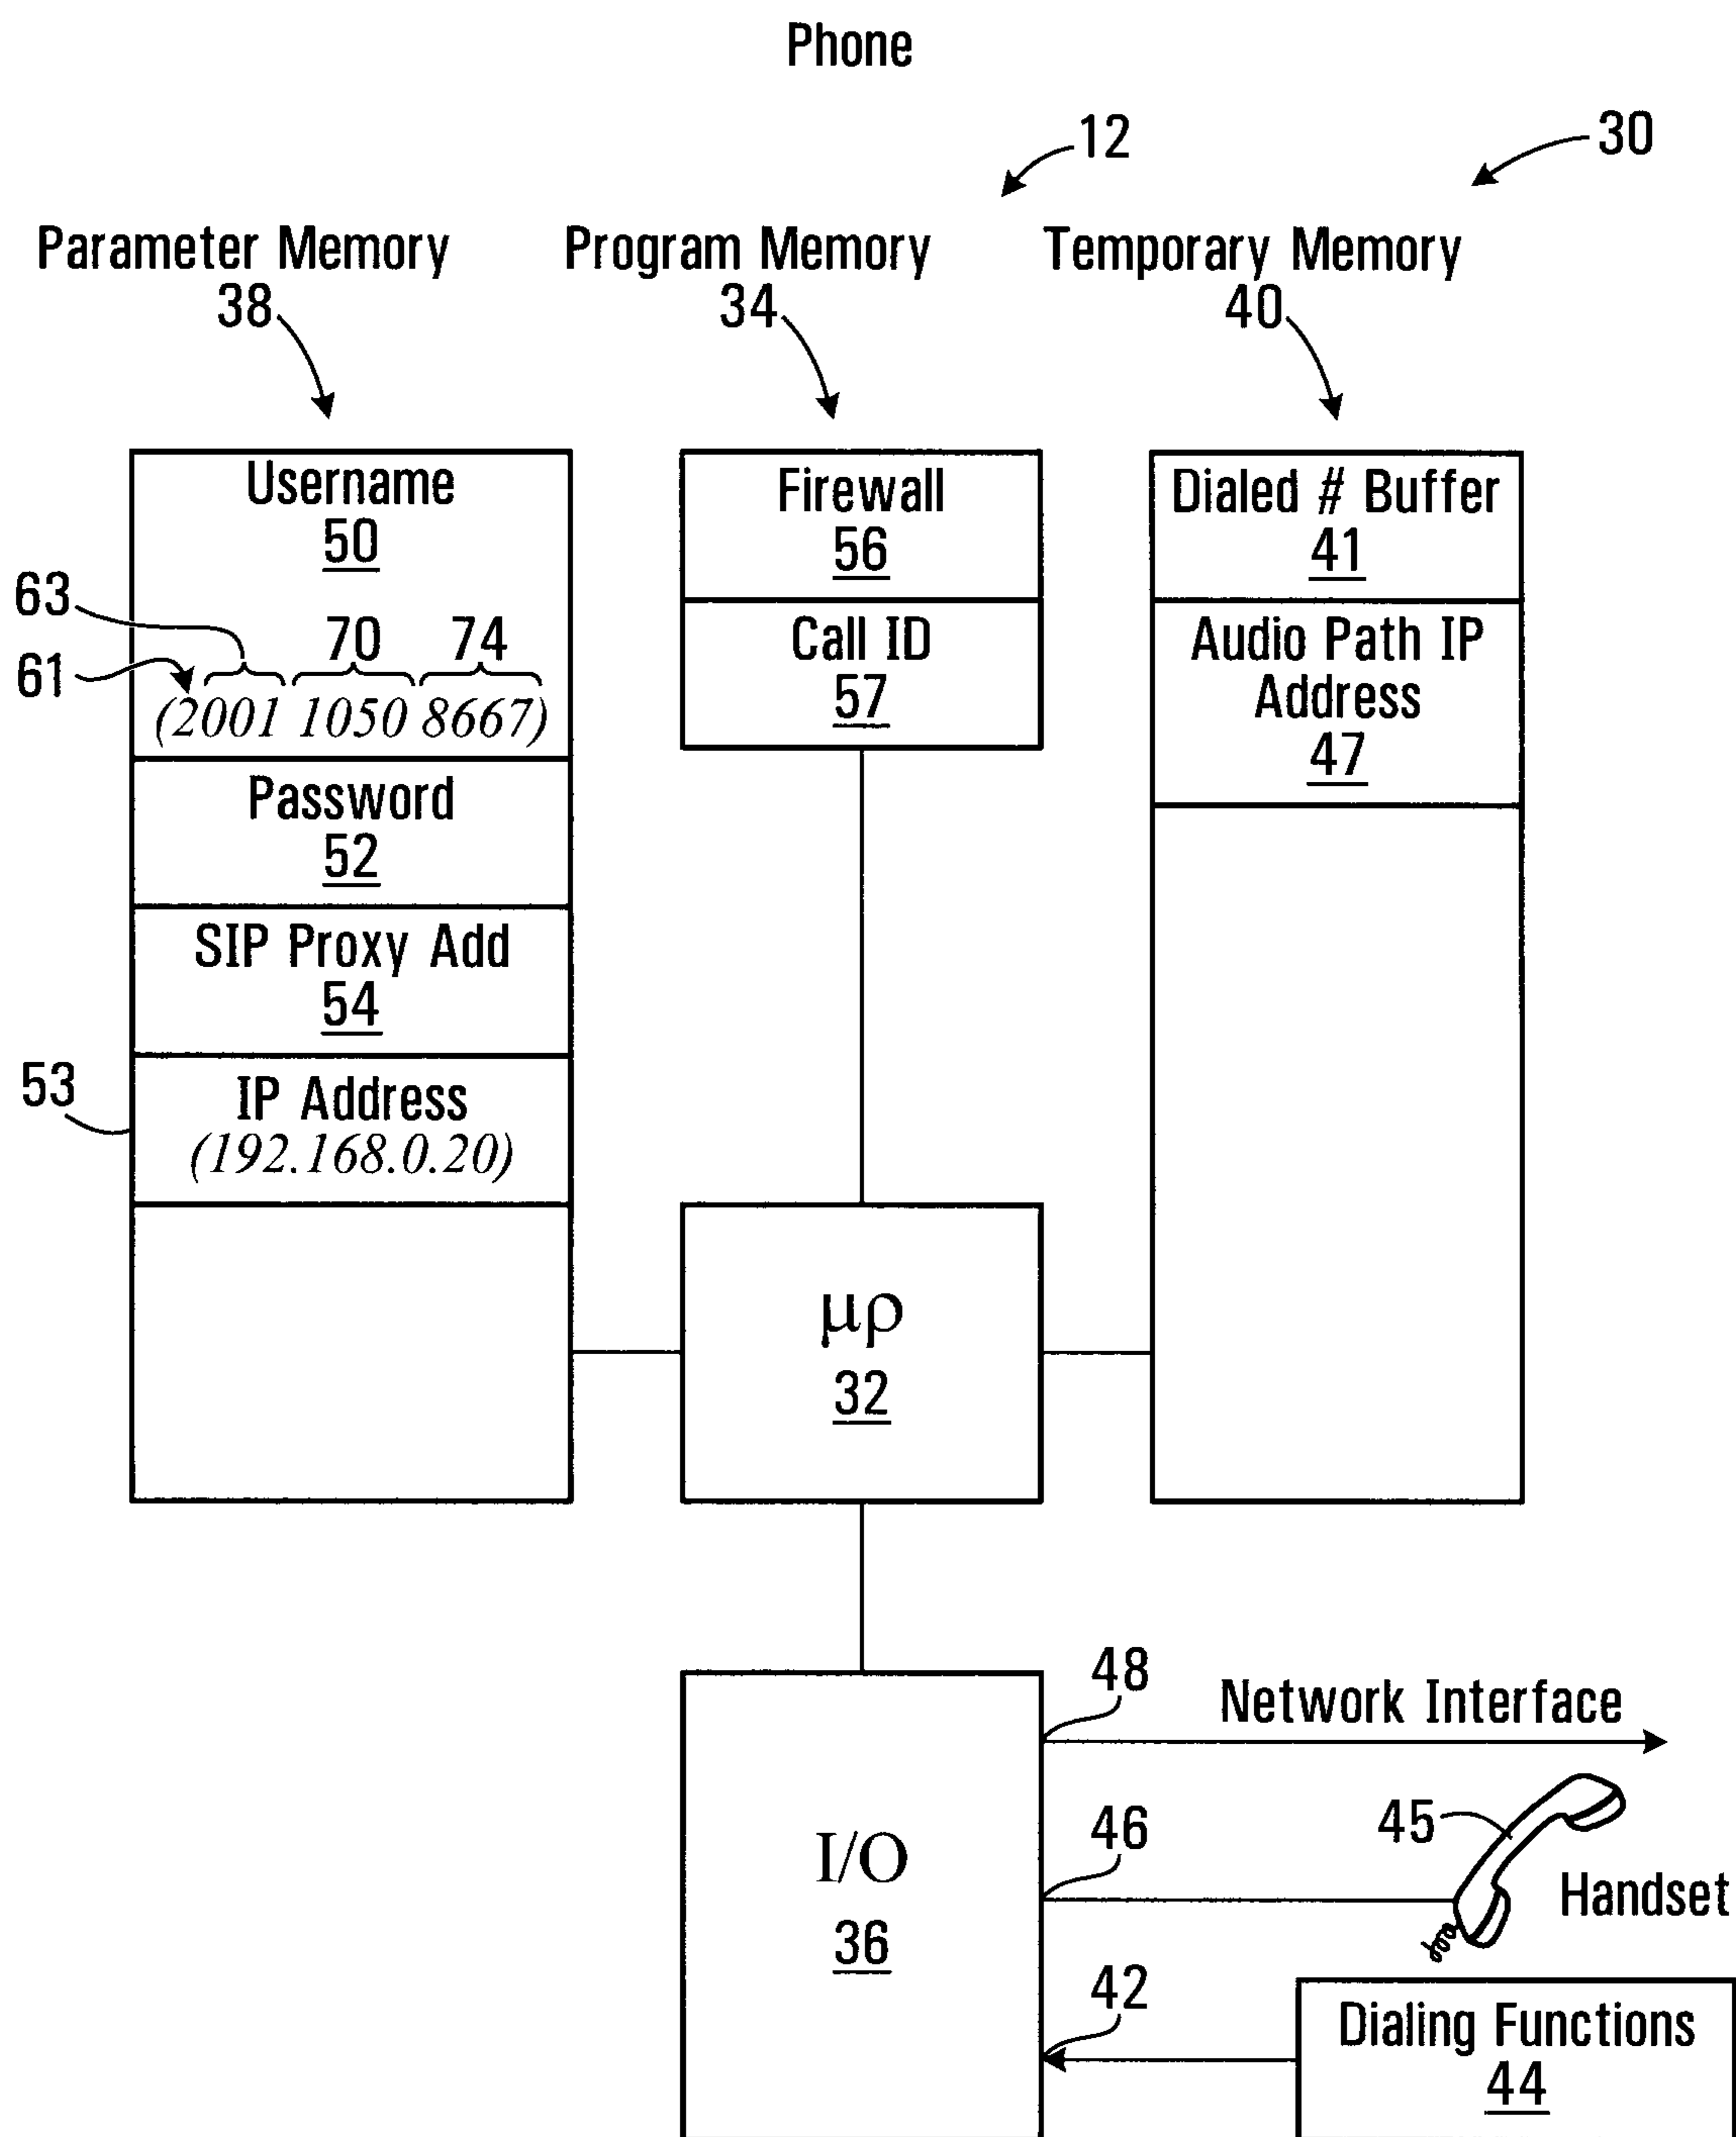 Phone
12
30
Parameter Memory
38
Program Memory
34
Temporary Memory
40
Username
50
63
61
70
74
(2001 1050 8667)
Password
52
SIP Proxy Add
54
53
IP Address
(192.168.0.20)
Firewall
56
Call ID
57
Dialed # Buffer
41
Audio Path IP
Address
47
μρ
32
I/O
36
48
Network Interface
46
45
Handset
42
Dialing Functions
44